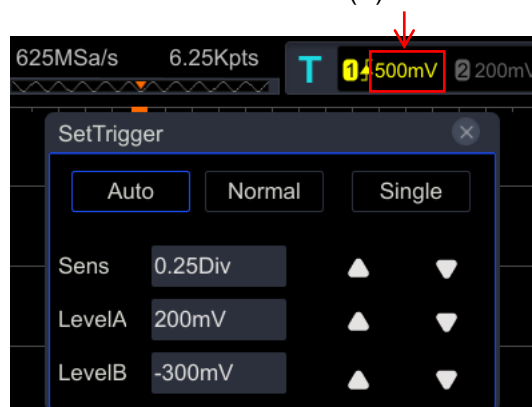 625MSa/s 6.25Kpts T 1 500mV 2 200mV
SetTrigger
Auto Normal Single
Sens 0.25Div
LevelA 200mV
LevelB -300mV